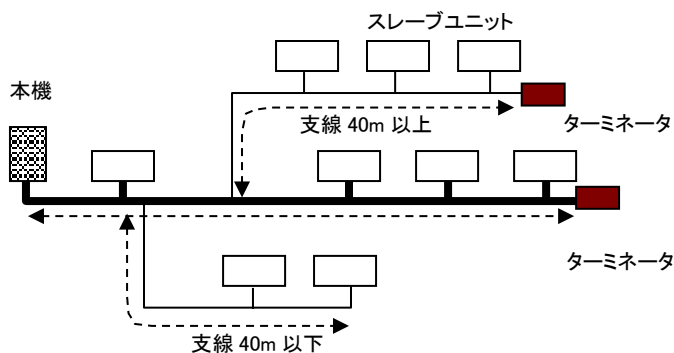 スレーブユニット
本機
支線 40m 以上
ターミネータ
ターミネータ
支線 40m 以下